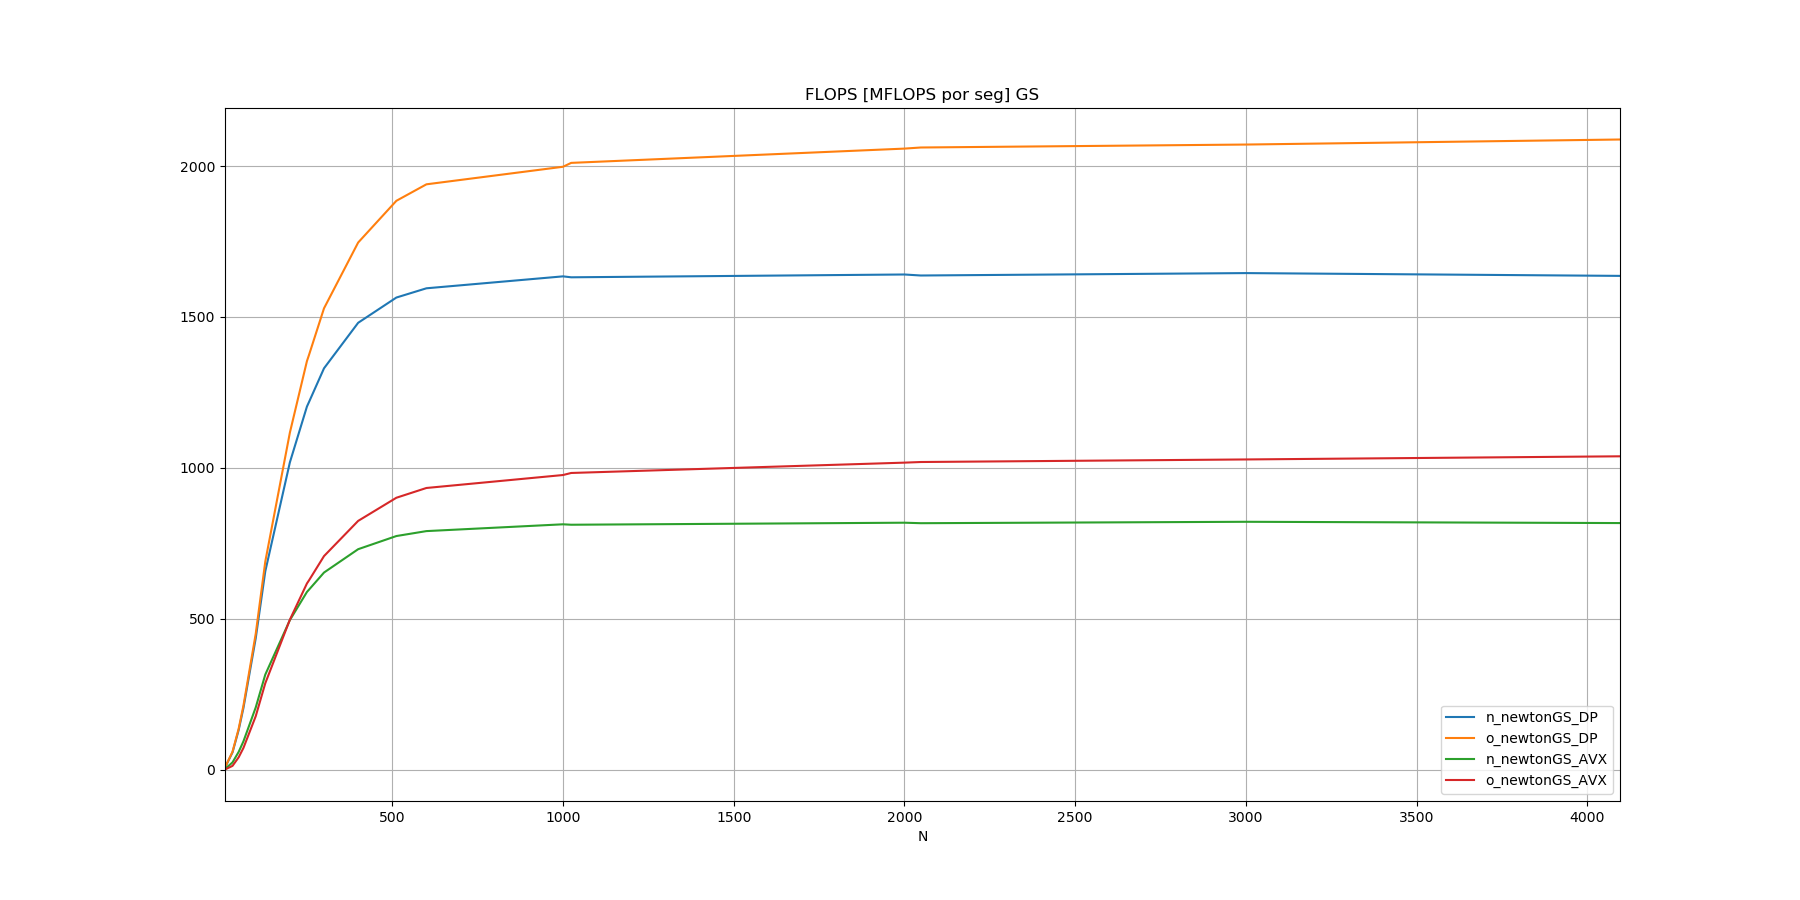 FLOPS [MFLOPS por seg] GS
2000
1500
1000
500
0
500 1000 1500 2000 2500 3000 3500 4000
N
n_newtonGS_DP
o_newtonGS_DP
n_newtonGS_AVX
o_newtonGS_AVX